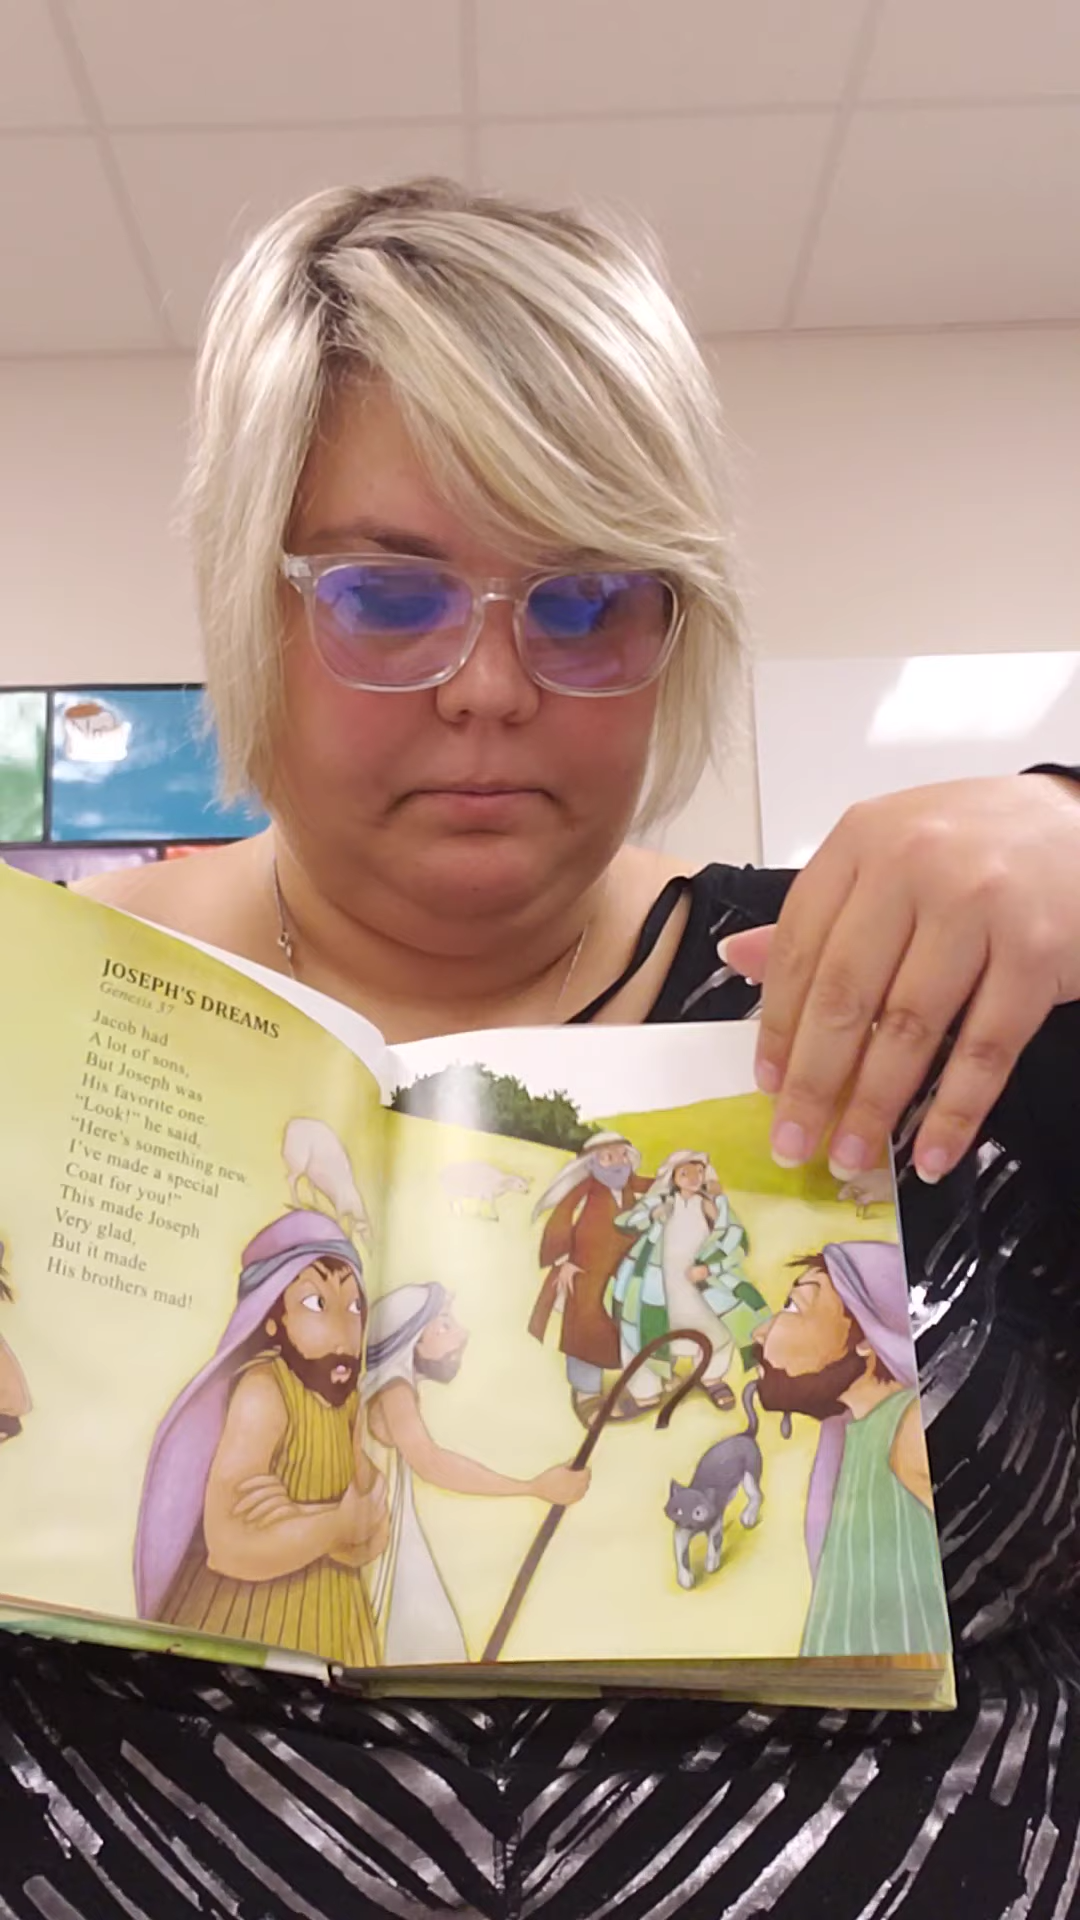 JOSEPH'S DREAMS
Genesis 37
Jacob had
A lot of sons,
But Joseph was
His favorite one.
"Look!" he said,
"Here's something new.
I've made a special
Coat for you!"
This made Joseph
Very glad,
But it made
His brothers mad!